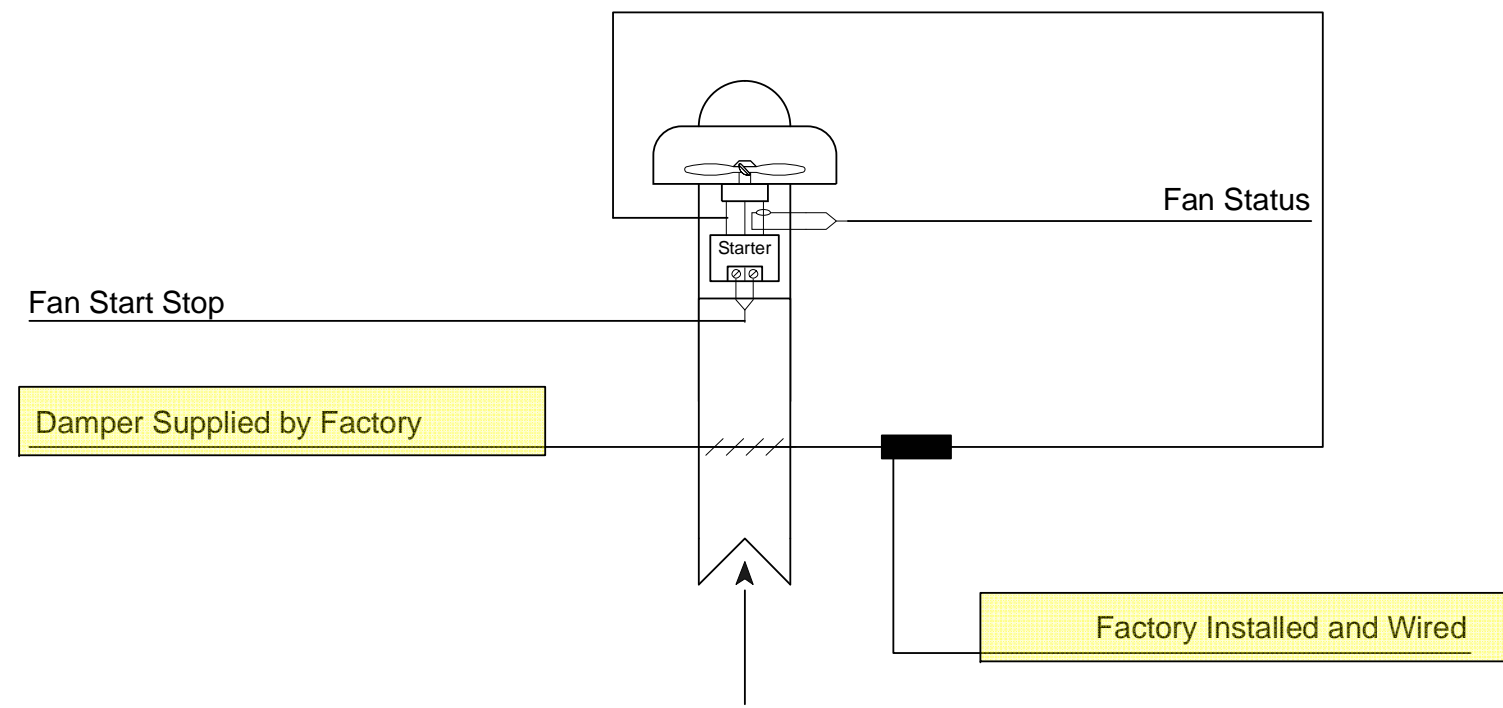 Fan Status
Starter
Fan Start Stop
Damper Supplied by Factory
Factory Installed and Wired